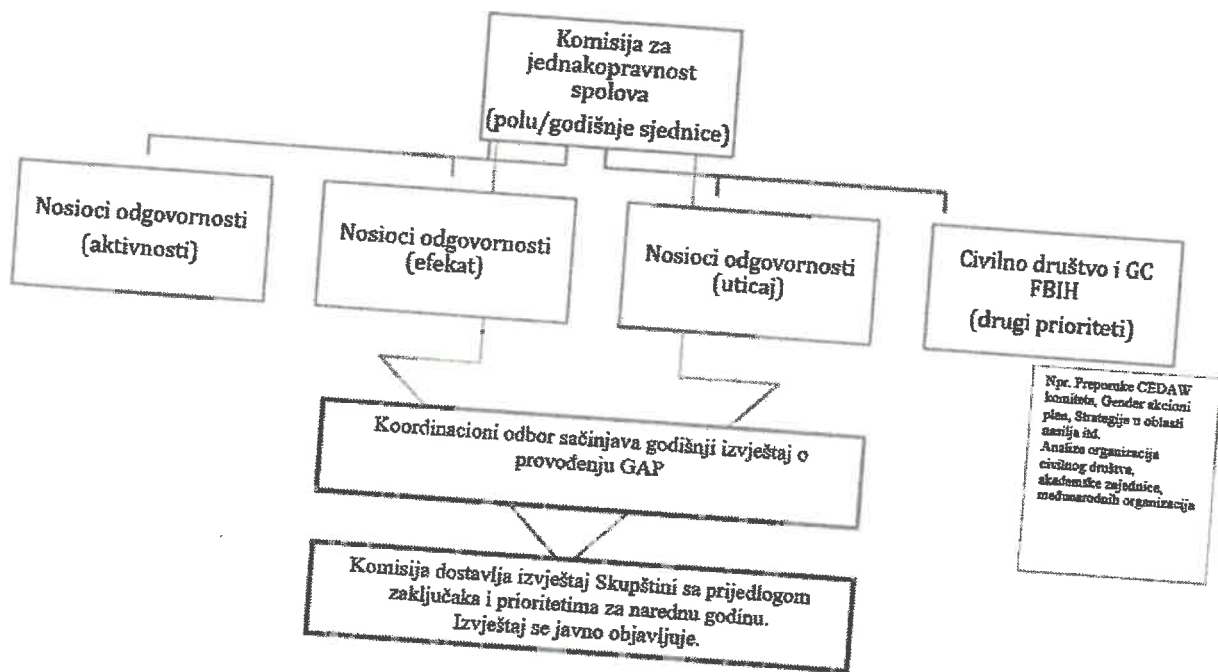 Komisija za
jednakopravnost
spolova
(polu/godišnje sjednice)
Nosioci odgovornosti
(aktivnosti)
Nosioci odgovornosti
(efekat)
Nosioci odgovornosti
(uticaj)
Civilno društvo i GC
FBIH
(drugi prioriteti)
Npr. Preporuke CEDAW
komiteta, Gender akcioni
plan, Strategije u oblasti
nasilja itd.
Analize organizacija
civilnog društva,
akademske zajednice,
međunarodnih organizacija
Koordinacioni odbor sačinjava godišnji izvještaj o
provođenju GAP
Komisija dostavlja izvještaj Skupštini sa prijedlogom
zaključaka i prioritetima za narednu godinu.
Izvještaj se javno objavljuje.